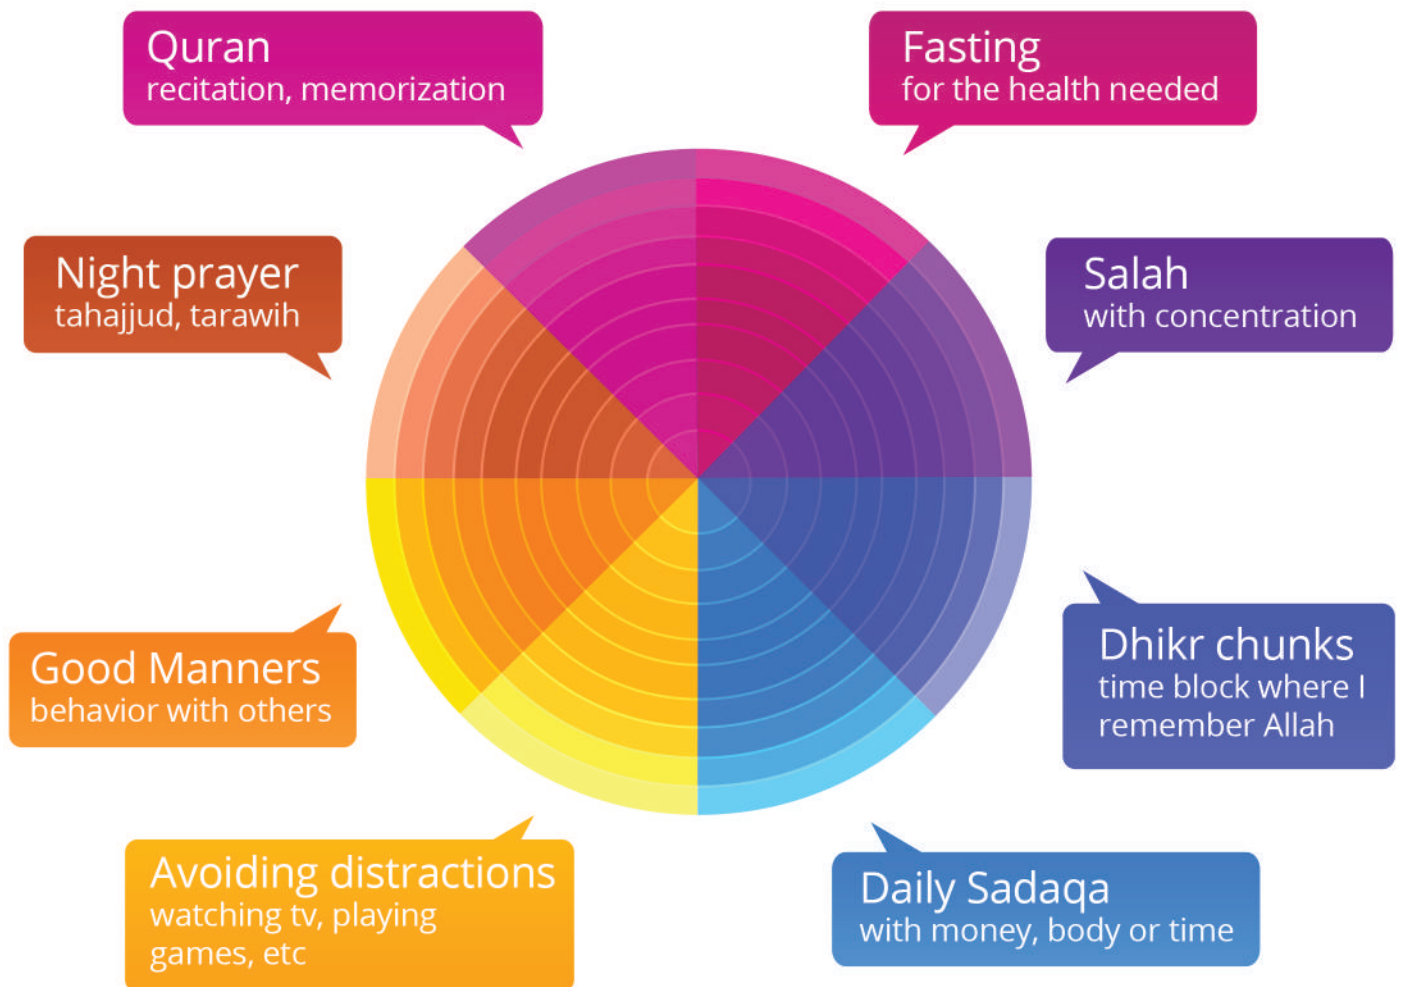 Quran
recitation, memorization
Fasting
for the health needed
Night prayer
tahajjud, tarawih
Salah
with concentration
Good Manners
behavior with others
Dhikr chunks
time block where I
remember Allah
Avoiding distractions
watching tv, playing
games, etc
Daily Sadaqa
with money, body or time